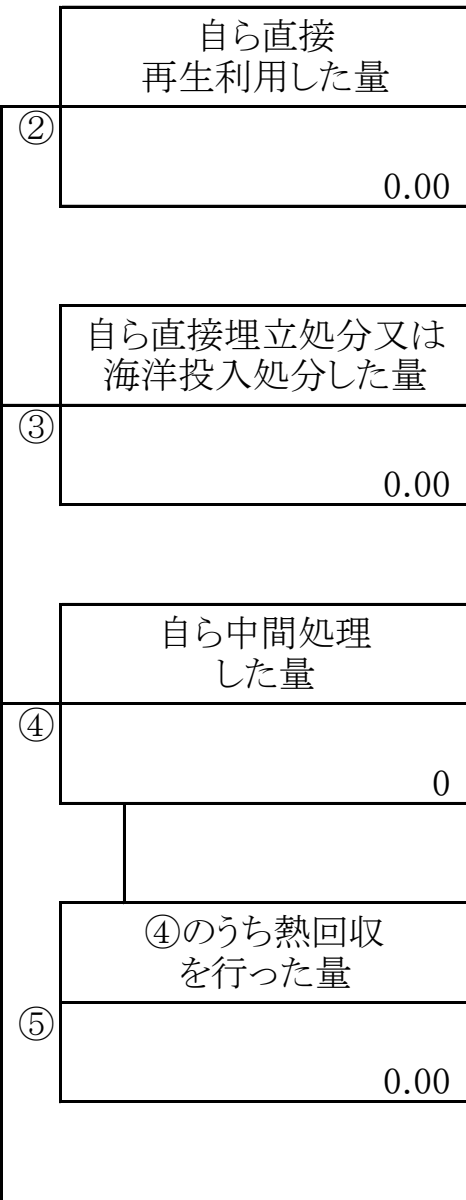 自ら直接
再生利用した量
②
0.00
自ら直接埋立処分又は
海洋投入処分した量
③
0.00
自ら中間処理
した量
④
0
④のうち熱回収
を行った量
⑤
0.00